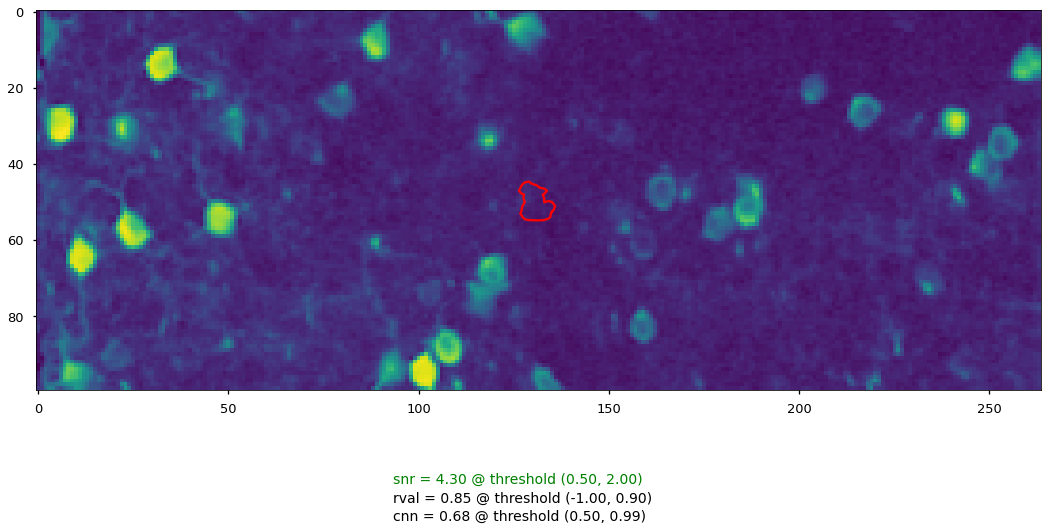 0
20
40
60
80
0 50 100 150 200 250
snr = 4.30 @ threshold (0.50, 2.00)
rval = 0.85 @ threshold (-1.00, 0.90)
cnn = 0.68 @ threshold (0.50, 0.99)